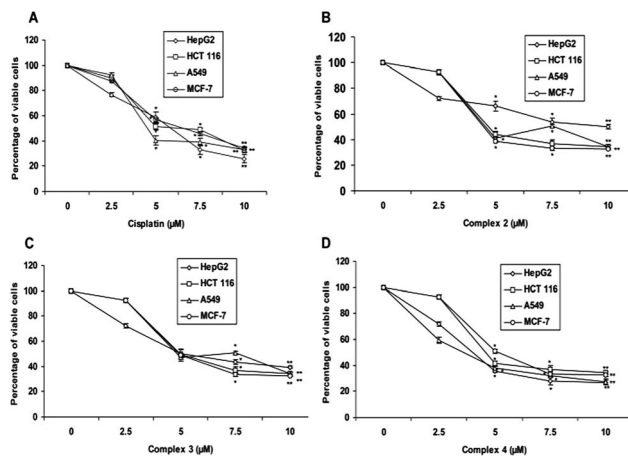 A
Percentage of viable cells
120
100
80
60
40
20
0
HepG2
HCT 116
A549
MCF-7
0 2.5 5 7.5 10
Cisplatin (µM)
B
Percentage of viable cells
120
100
80
60
40
20
0
HepG2
HCT 116
A549
MCF-7
0 2.5 5 7.5 10
Complex 2 (µM)
C
Percentage of viable cells
120
100
80
60
40
20
0
HepG2
HCT 116
A549
MCF-7
0 2.5 5 7.5 10
Complex 3 (µM)
D
Percentage of viable cells
120
100
80
60
40
20
0
HepG2
HCT 116
A549
MCF-7
0 2.5 5 7.5 10
Complex 4 (µM)